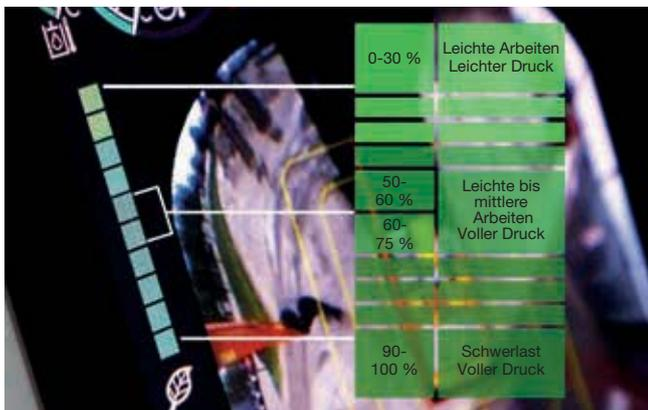 0-30 %
Leichte Arbeiten
Leichter Druck
50-
60 %
60-
75 %
Leichte bis
mittlere
Arbeiten
Voller Druck
90-
100 %
Schwerlast
Voller Druck